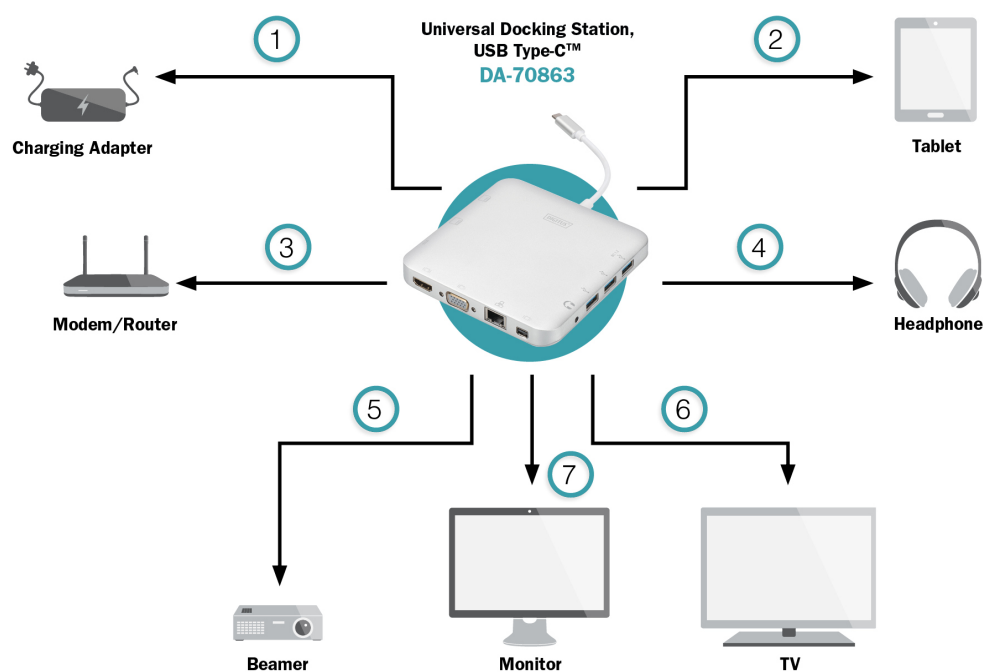 Universal Docking Station,
USB Type-C™
DA-70863
1
2
Charging Adapter
Tablet
3
4
Modem/Router
Headphone
5
6
7
Beamer
Monitor
TV